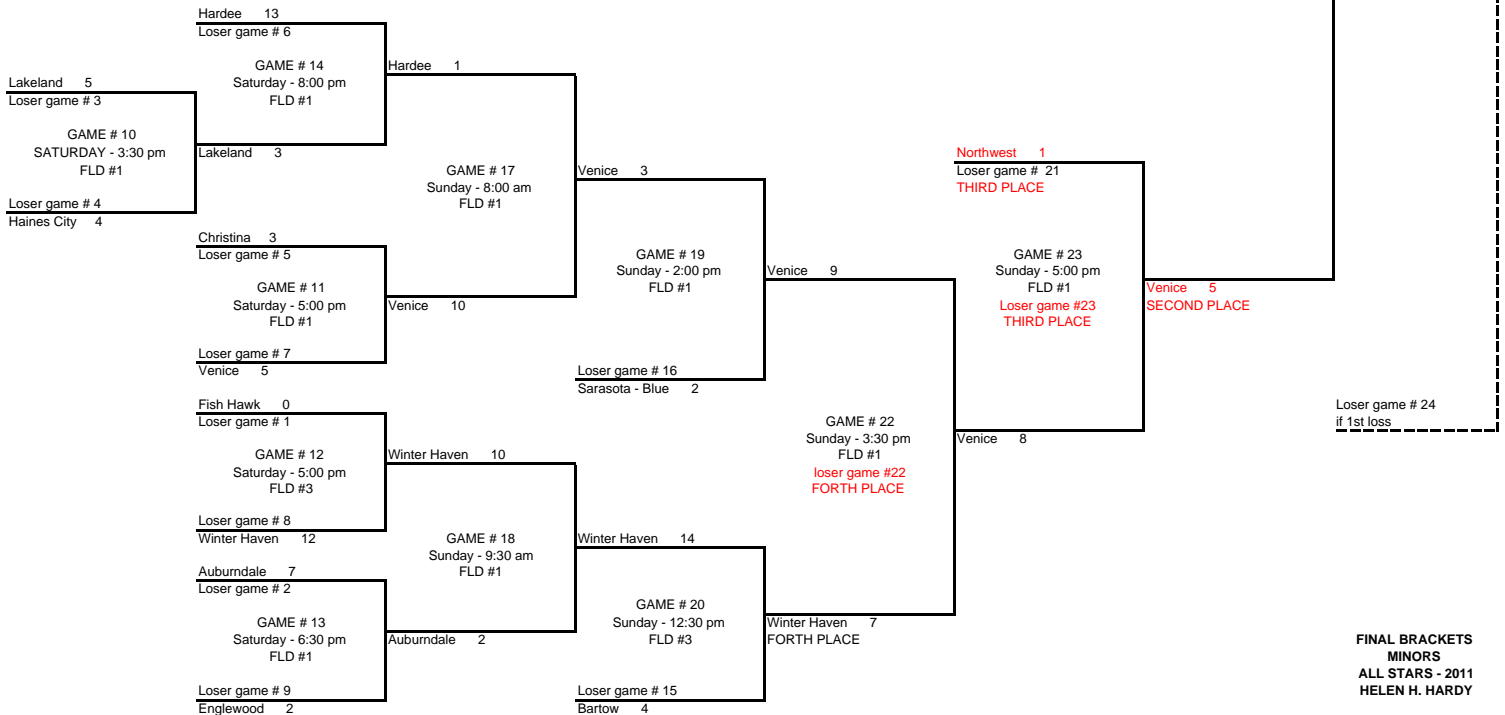 Hardee 13
Loser game # 6
GAME # 14
Saturday - 8:00 pm
FLD #1
Hardee 1
Lakeland 5
Loser game # 3
GAME # 10
SATURDAY - 3:30 pm
FLD #1
Lakeland 3
Loser game # 4
Haines City 4
GAME # 17
Sunday - 8:00 am
FLD #1
Venice 3
Christina 3
Loser game # 5
GAME # 11
Saturday - 5:00 pm
FLD #1
Venice 10
Loser game # 7
Venice 5
GAME # 19
Sunday - 2:00 pm
FLD #1
Venice 9
Loser game # 16
Sarasota - Blue 2
Northwest 1
Loser game # 21
THIRD PLACE
GAME # 23
Sunday - 5:00 pm
FLD #1
Loser game #23
THIRD PLACE
Venice 5
SECOND PLACE
Fish Hawk 0
Loser game # 1
GAME # 12
Saturday - 5:00 pm
FLD #3
Winter Haven 10
Loser game # 8
Winter Haven 12
GAME # 22
Sunday - 3:30 pm
FLD #1
loser game #22
FORTH PLACE
Venice 8
Loser game # 24
if 1st loss
GAME # 18
Sunday - 9:30 am
FLD #1
Winter Haven 14
Auburndale 7
Loser game # 2
GAME # 13
Saturday - 6:30 pm
FLD #1
Auburndale 2
Loser game # 9
Englewood 2
GAME # 20
Sunday - 12:30 pm
FLD #3
Winter Haven 7
FORTH PLACE
Loser game # 15
Bartow 4
FINAL BRACKETS
MINORS
ALL STARS - 2011
HELEN H. HARDY